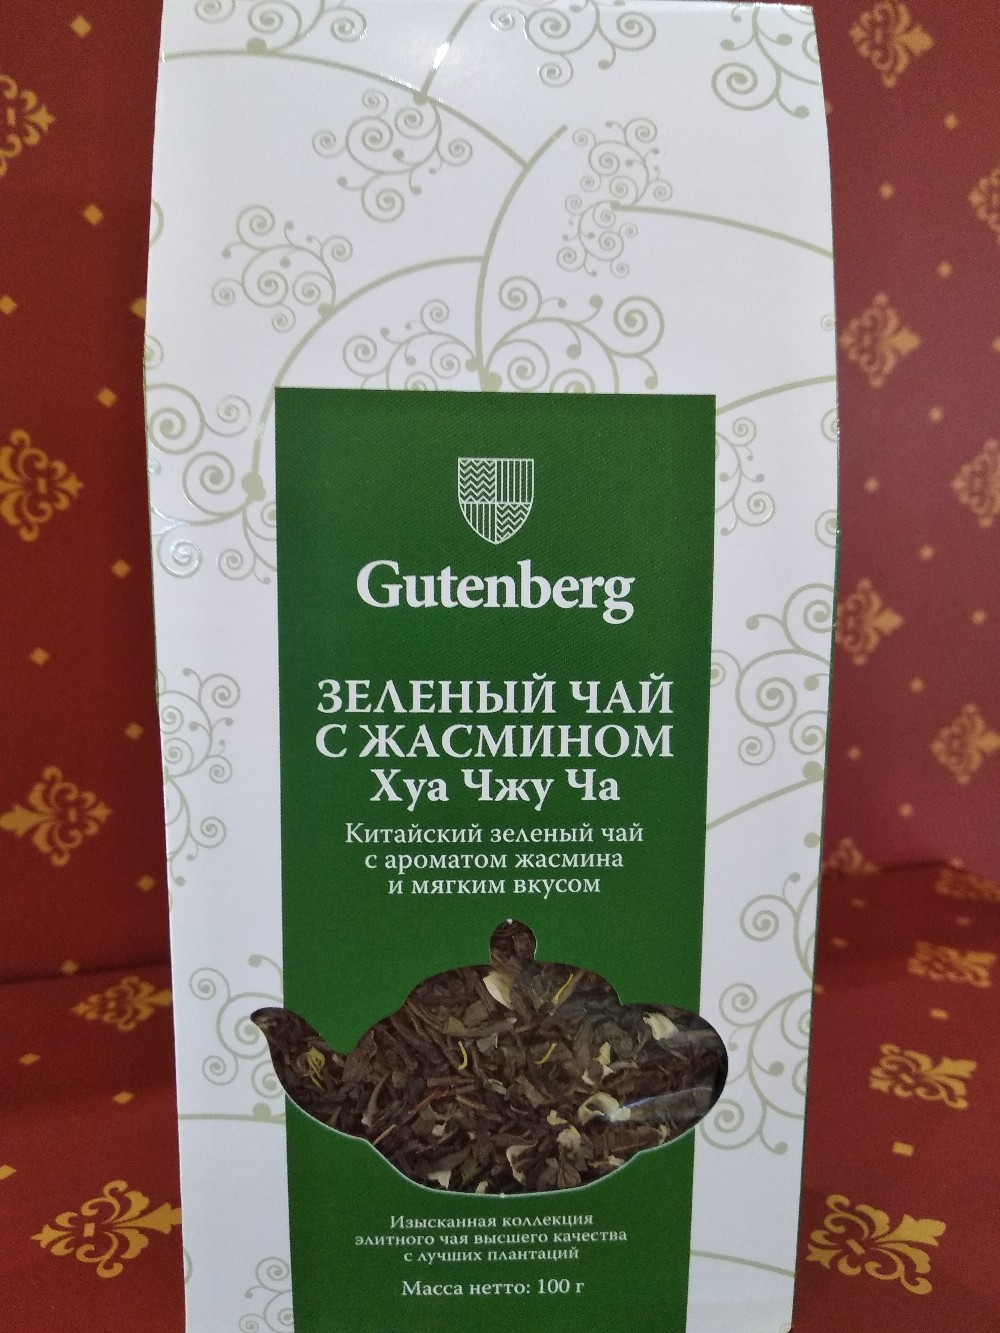 Gutenberg
ЗЕЛЕНЫЙ ЧАЙ
С ЖАСМИНОМ
Хуа Чжу Ча
Китайский зеленый чай
с ароматом жасмина
и мягким вкусом
Изысканная коллекция
элитного чая высшего качества
с лучших плантаций
Масса нетто: 100 г